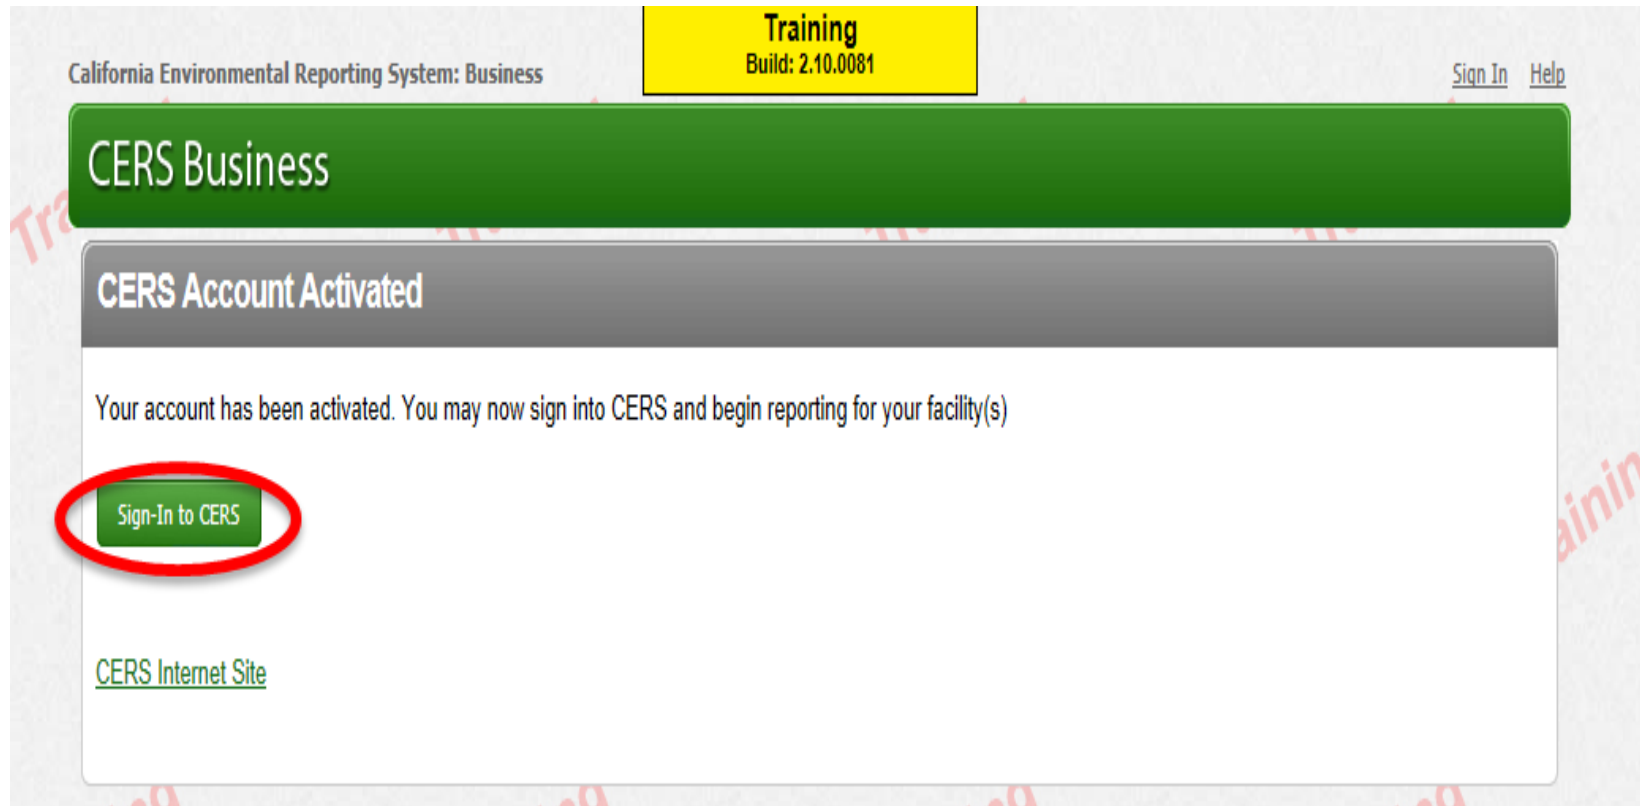 Training
Build: 2.10.0081
California Environmental Reporting System: Business
Sign In Help
CERS Business
CERS Account Activated
Your account has been activated. You may now sign into CERS and begin reporting for your facility(s)
Sign-In to CERS
CERS Internet Site